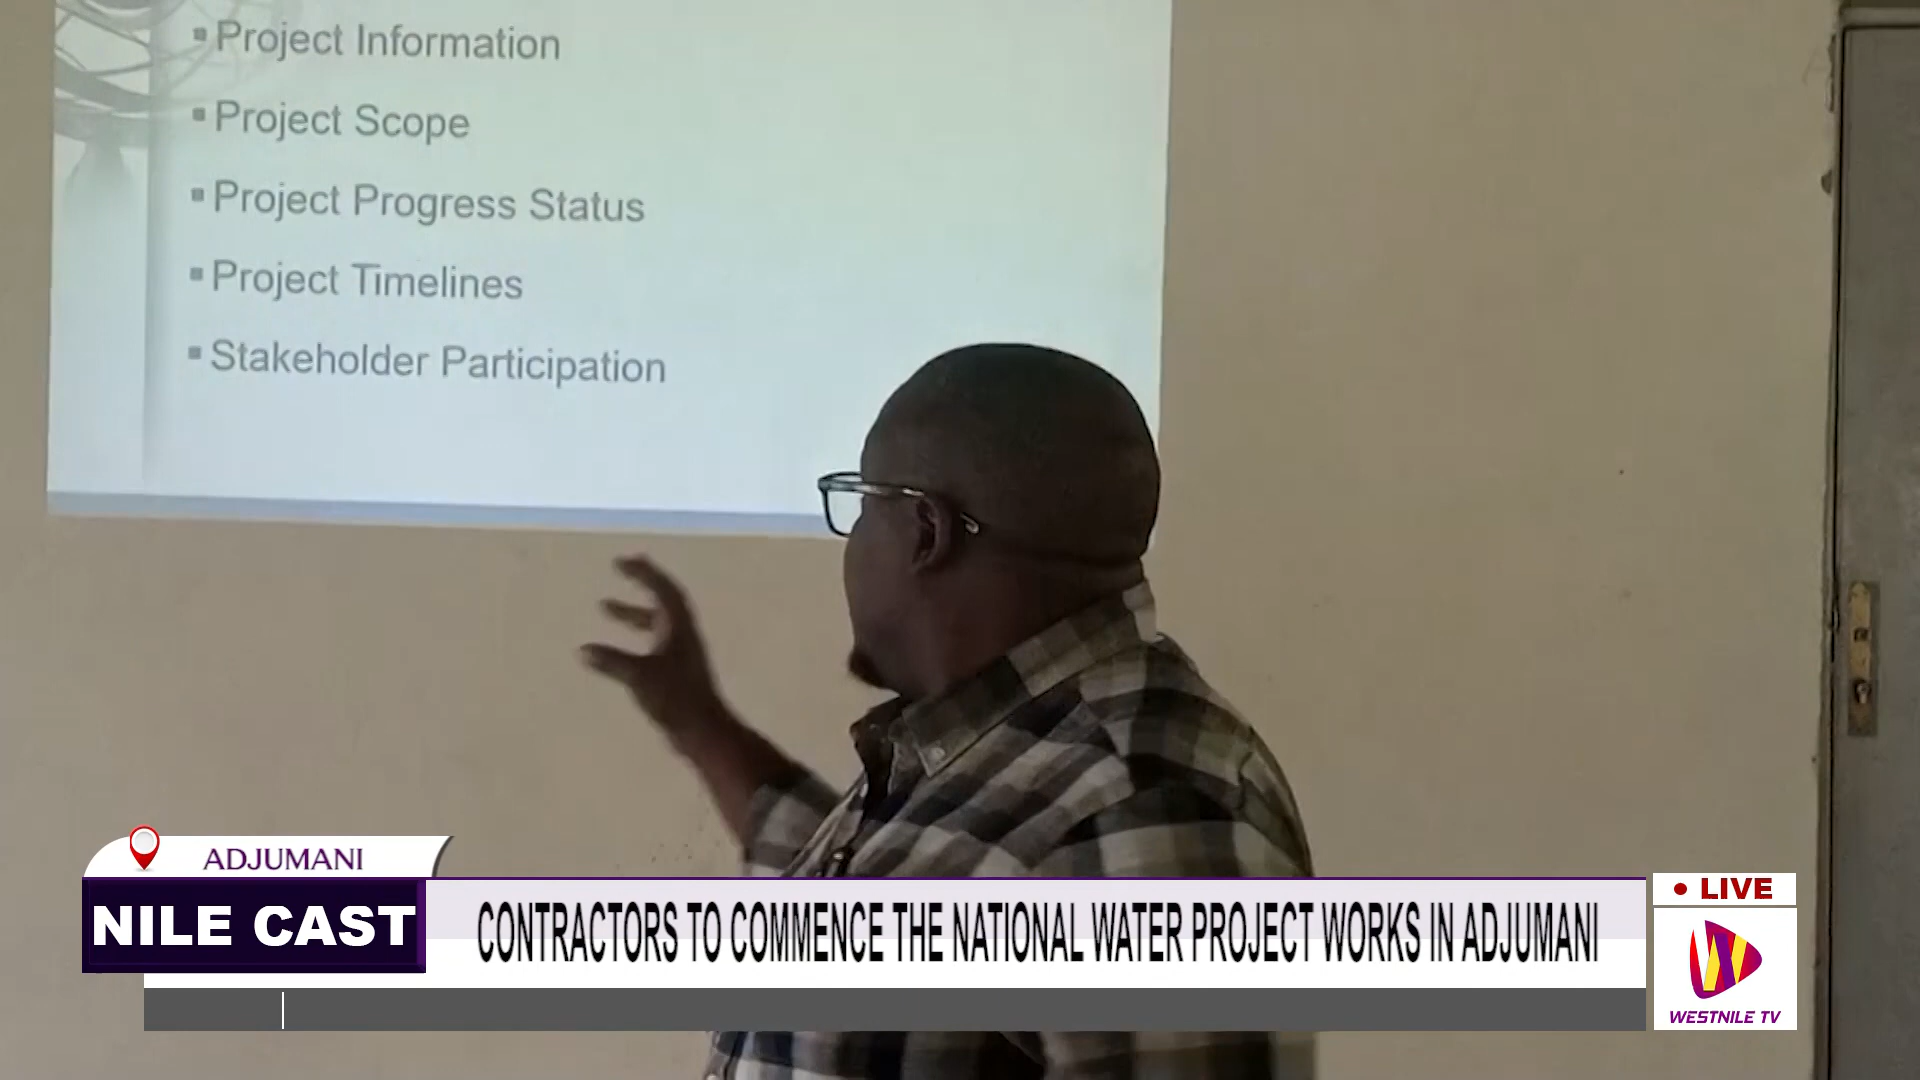 Project Information
Project Scope
Project Progress Status
Project Timelines
Stakeholder Participation
ADJUMANI
NILE CAST
CONTRACTORS TO COMMENCE THE NATIONAL WATER PROJECT WORKS IN ADJUMANI
LIVE
WESTNILE TV